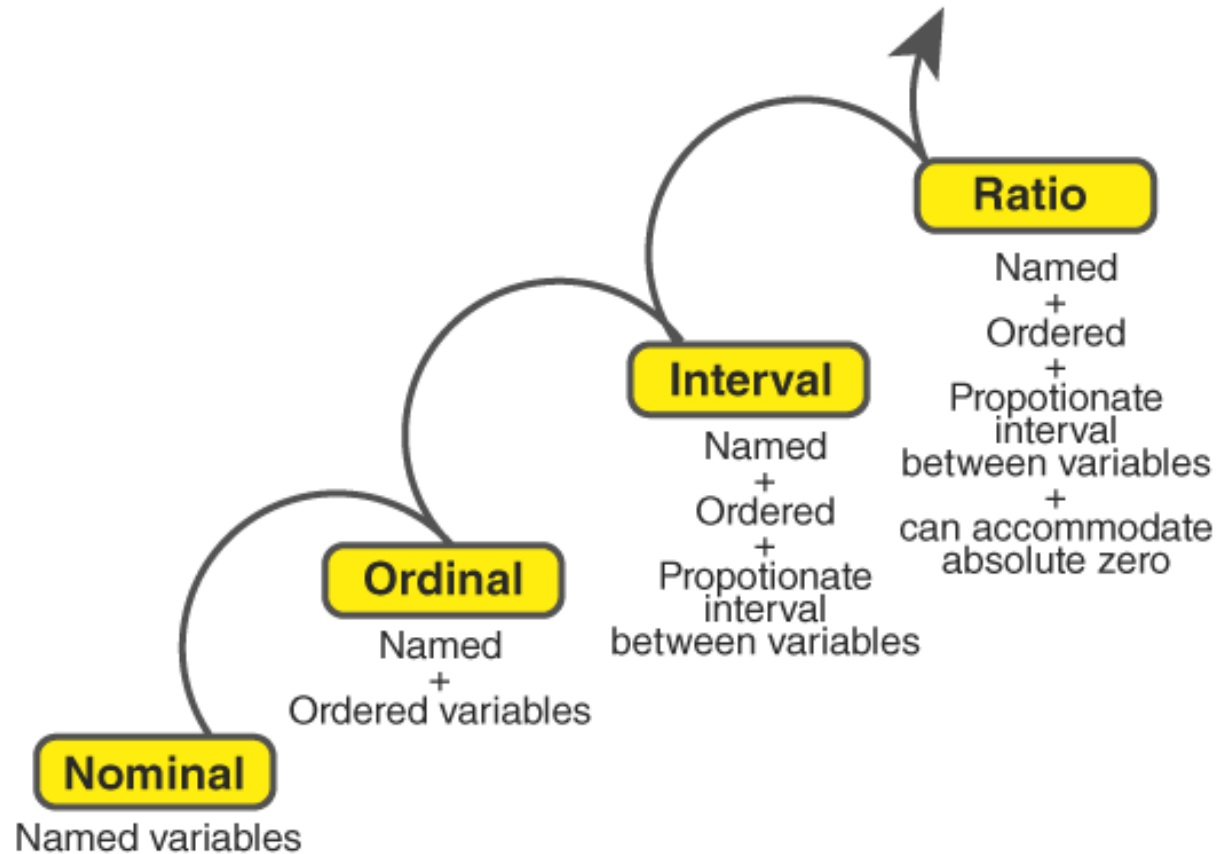 Ratio
Named
+
Ordered
+
Propotionate
interval
between variables
+
can accommodate
absolute zero
Interval
Named
+
Ordered
+
Propotionate
interval
between variables
Ordinal
Named
+
Ordered variables
Nominal
Named variables